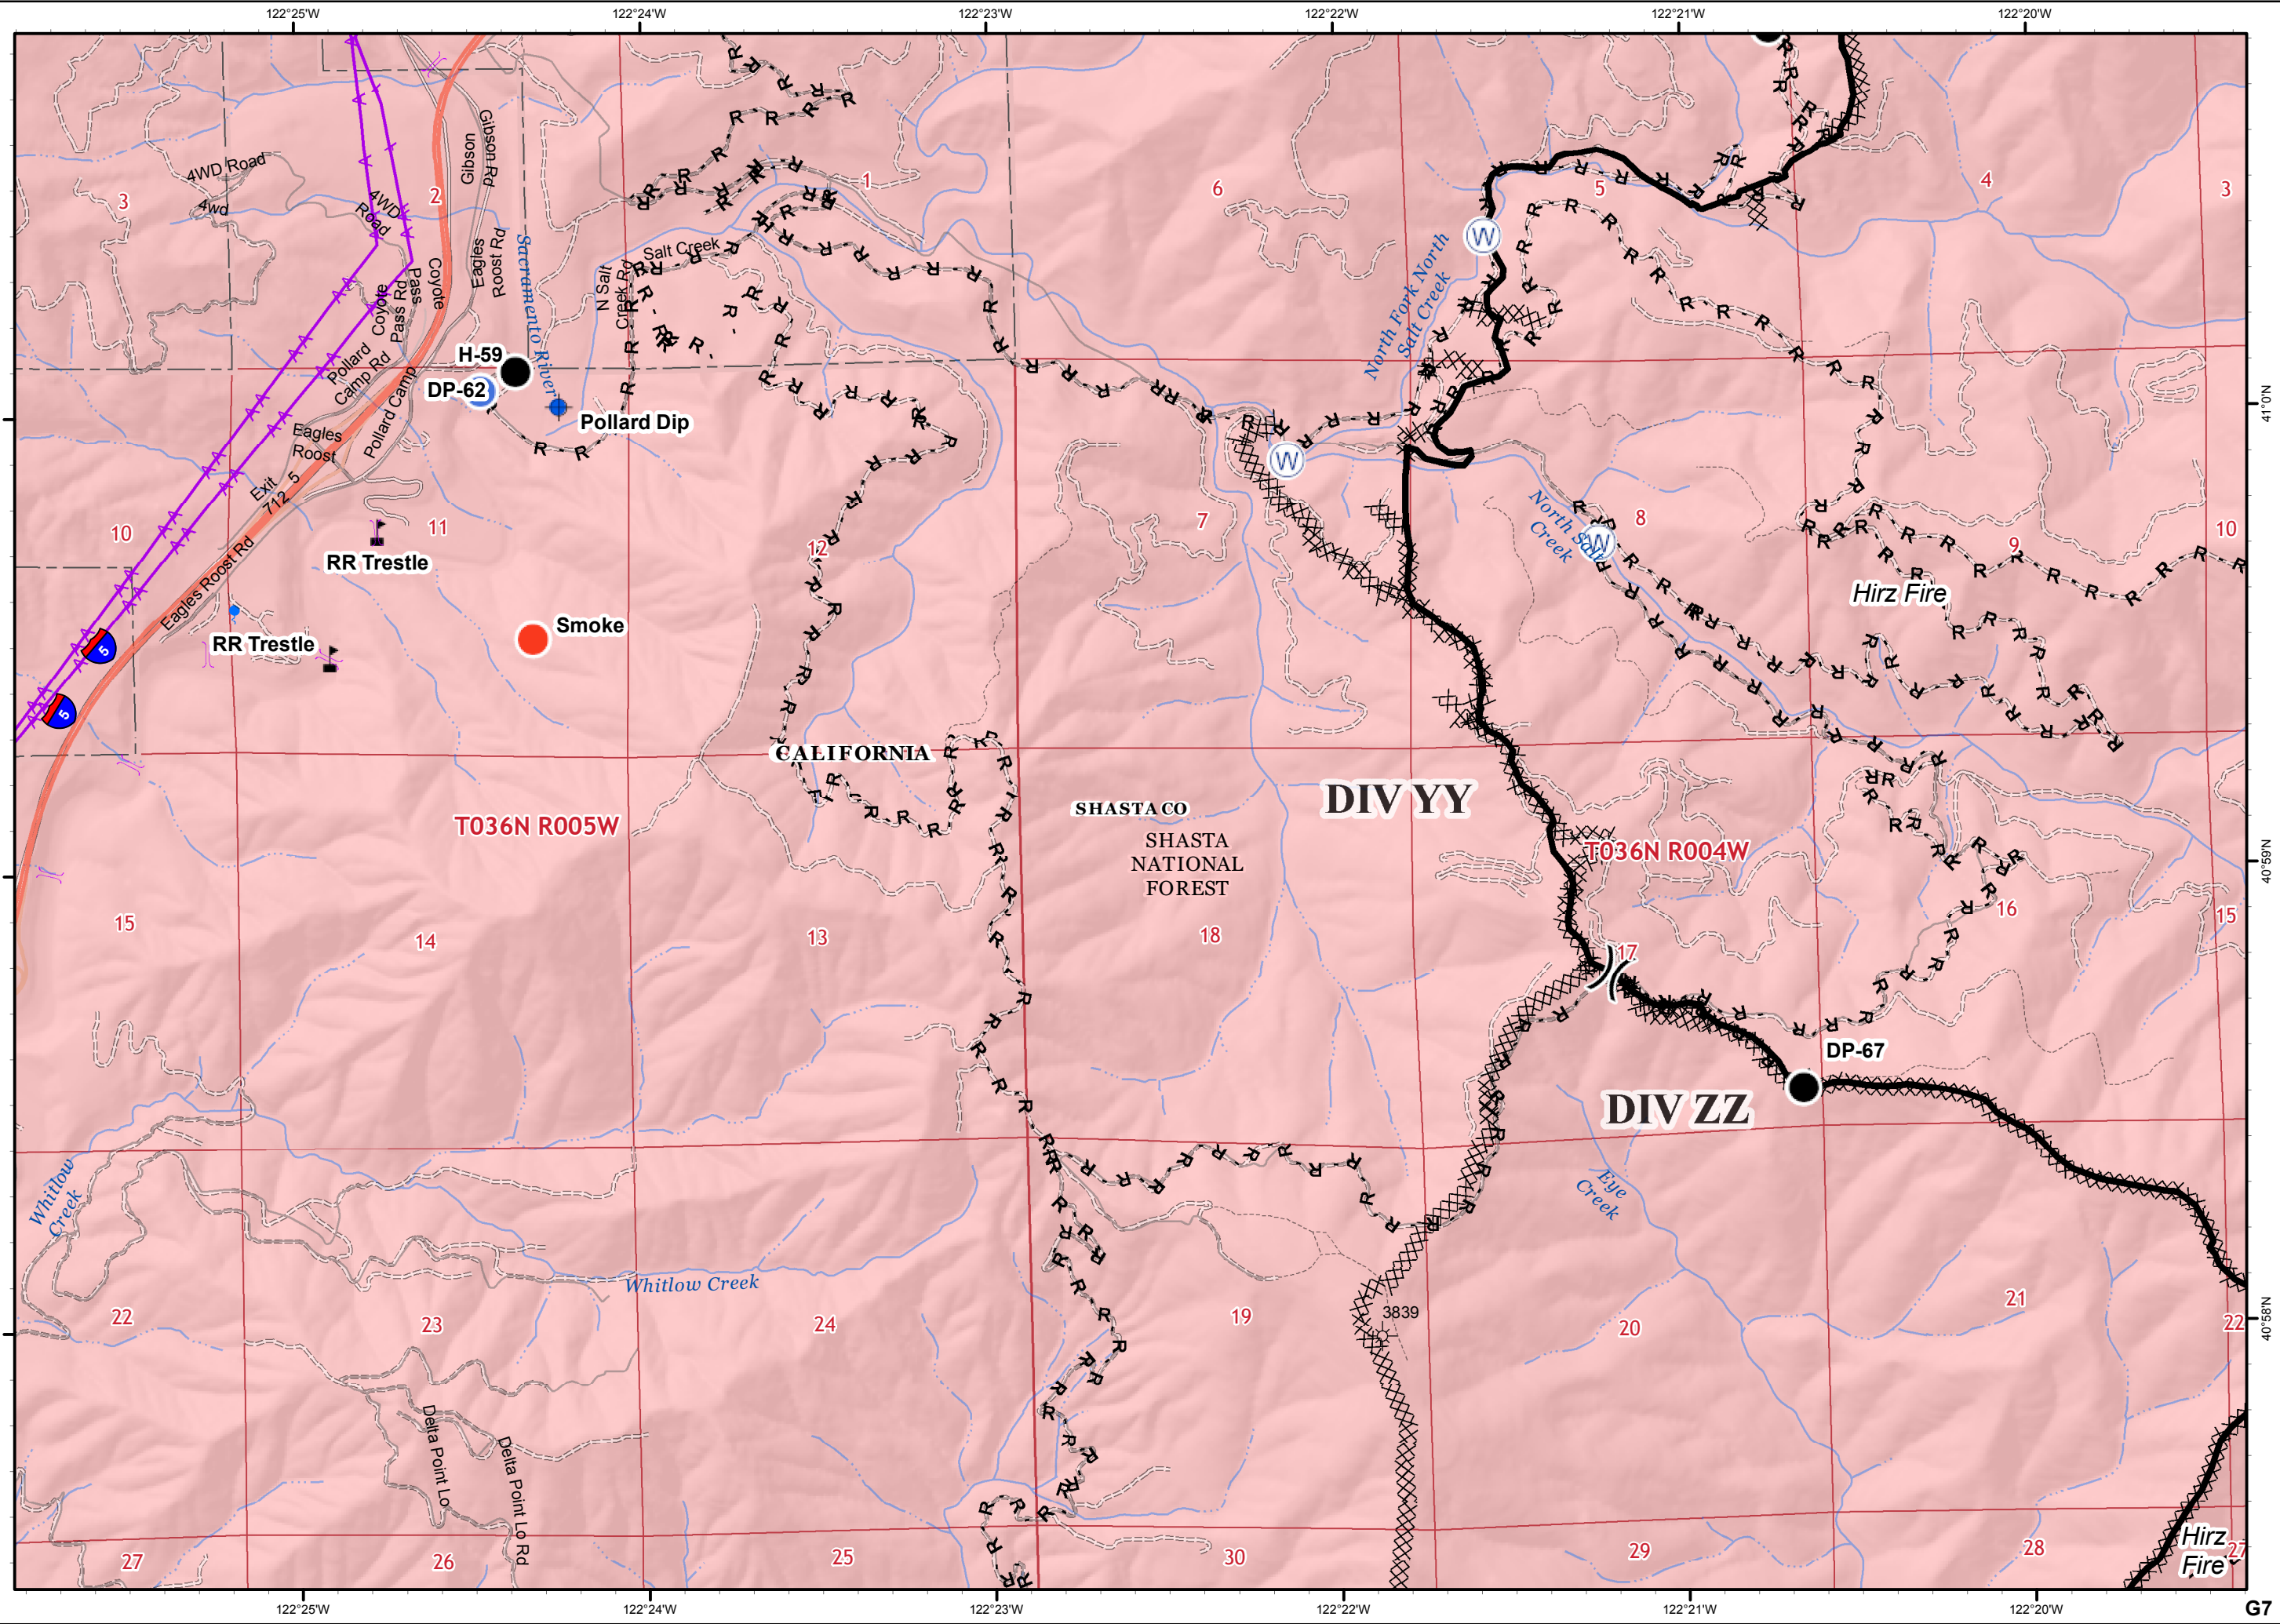 122°25'W
122°24'W
122°23'W
122°22'W
122°21'W
122°20'W
3
2
1
6
5
4
3
4WD Road
4wd
4WD
Road
Gibson
Gibson Rd
Coyote
Pass
Coyote
Pass Rd
Eagles
Roost Rd
Sacramento River
N Salt
Creek Rd
Salt Creek
North Fork North
Salt Creek
W
H-59
DP-62
Pollard Dip
Pollard
Camp Rd
Pollard Camp
Eagles
Roost
Exit
712
5
41°0'N
W
10
11
12
7
8
9
10
North Salt
Creek
W
RR Trestle
Eagles Roost Rd
Hirz Fire
Smoke
RR Trestle
5
5
CALIFORNIA
DIV YY
SHASTA CO
SHASTA
NATIONAL
FOREST
T036N R005W
T036N R004W
40°59'N
15
14
13
18
17
16
15
DP-67
DIV ZZ
Whitlow
Creek
Eye
Creek
Whitlow Creek
3839
22
23
24
19
20
21
22
40°58'N
Delta Point Lo
Delta Point Lo Rd
Hirz
Fire
27
26
25
30
29
28
27
122°25'W
122°24'W
122°23'W
122°22'W
122°21'W
122°20'W
G7